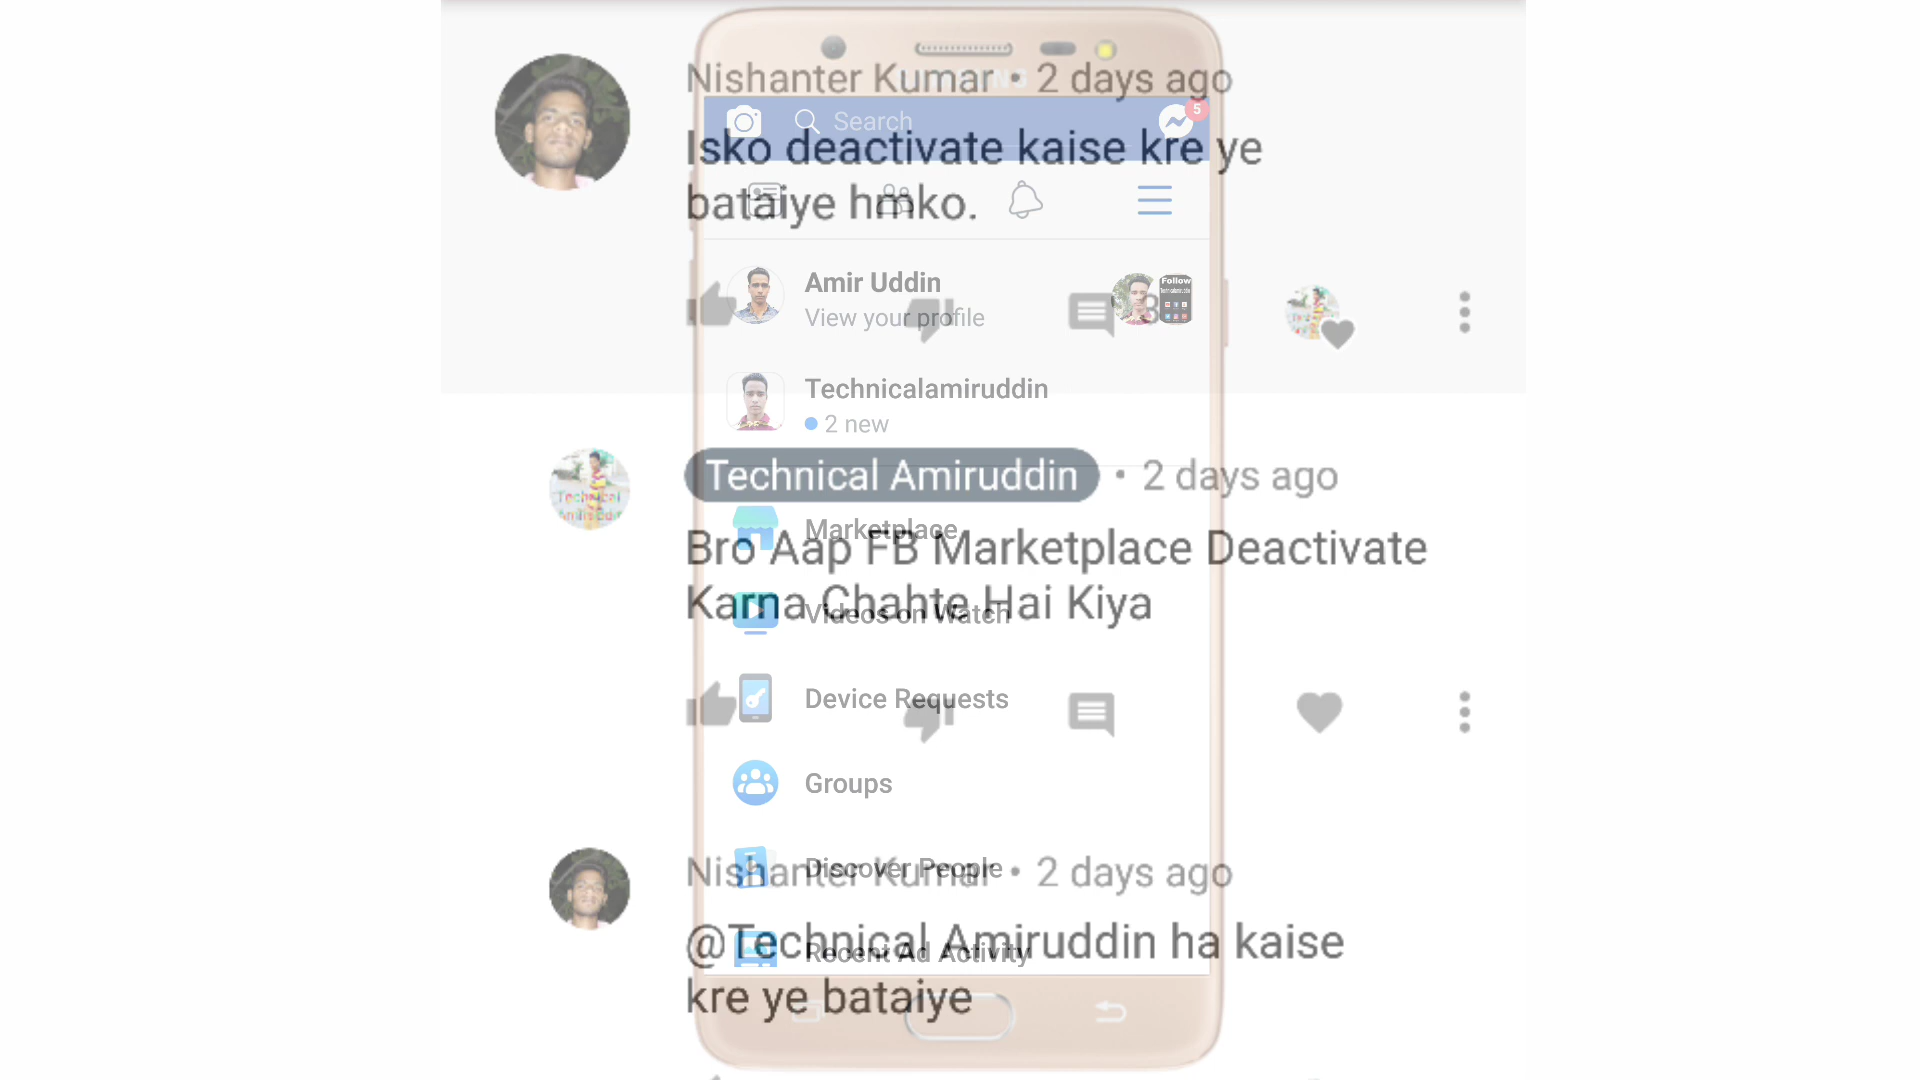 Nishanter Kumar • 2 days ago
Search
5
Isko deactivate kaise kre ye
bataiye hmko.
Amir Uddin
View your profile
Follow
3
Technicalamiruddin
2 new
Technical Amiruddin • 2 days ago
Marketplace
Bro Aap FB Marketplace Deactivate
Karna Chahte Hai Kiya
Videos on Watch
Device Requests
Groups
Discover People
Nishanter Kumar • 2 days ago
@Technical Amiruddin ha kaise
Recent Ad Activity
kre ye bataiye